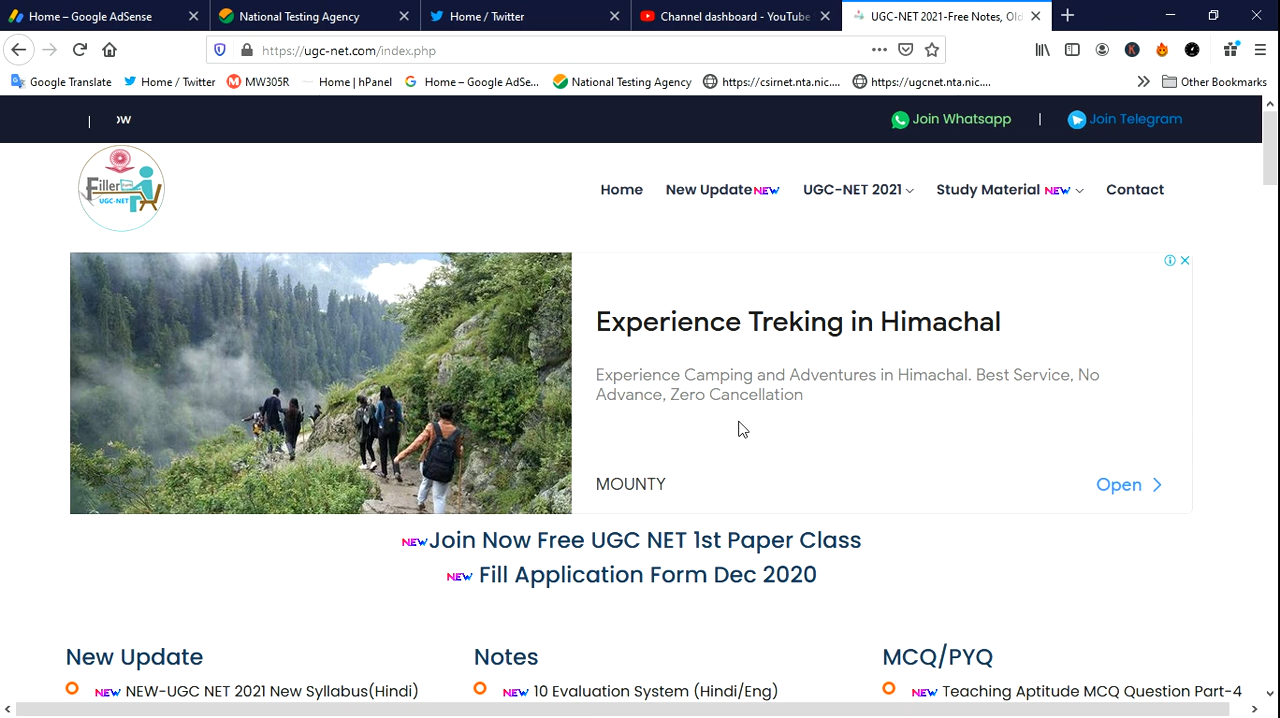 Home – Google AdSense
National Testing Agency
Home / Twitter
Channel dashboard - YouTube
UGC-NET 2021-Free Notes, Old
https://ugc-net.com/index.php
Google Translate
Home / Twitter
MW305R
Home | hPanel
Home – Google AdSe...
National Testing Agency
https://csirnet.nta.nic....
https://ugcnet.nta.nic....
Other Bookmarks
ow
Join Whatsapp
|
Join Telegram
Filler
UGC-NET
Home
New Update NEW
UGC-NET 2021
Study Material NEW
Contact
Experience Treking in Himachal
Experience Camping and Adventures in Himachal. Best Service, No
Advance, Zero Cancellation
MOUNTY
Open
NEW Join Now Free UGC NET 1st Paper Class
NEW Fill Application Form Dec 2020
New Update
NEW NEW-UGC NET 2021 New Syllabus(Hindi)
Notes
NEW 10 Evaluation System (Hindi/Eng)
MCQ/PYQ
NEW Teaching Aptitude MCQ Question Part-4